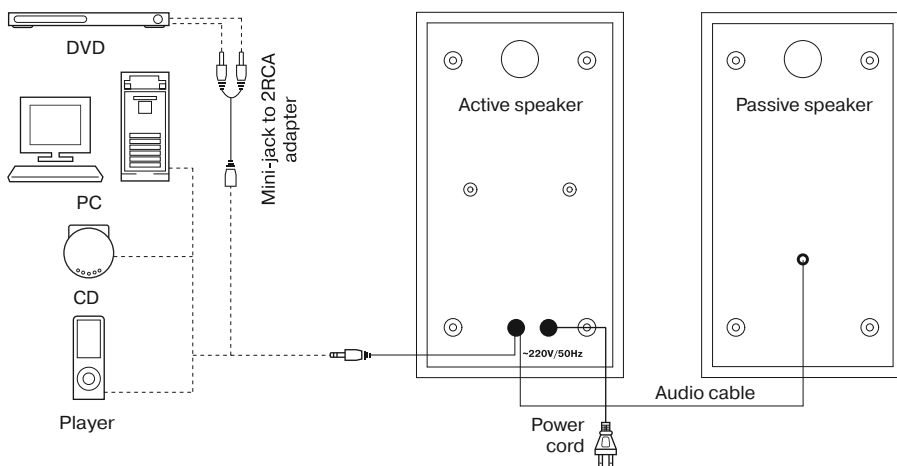 DVD
PC
CD
Player
Mini-jack to 2RCA
adapter
Active speaker
~220V/50Hz
Power
cord
Audio cable
Passive speaker